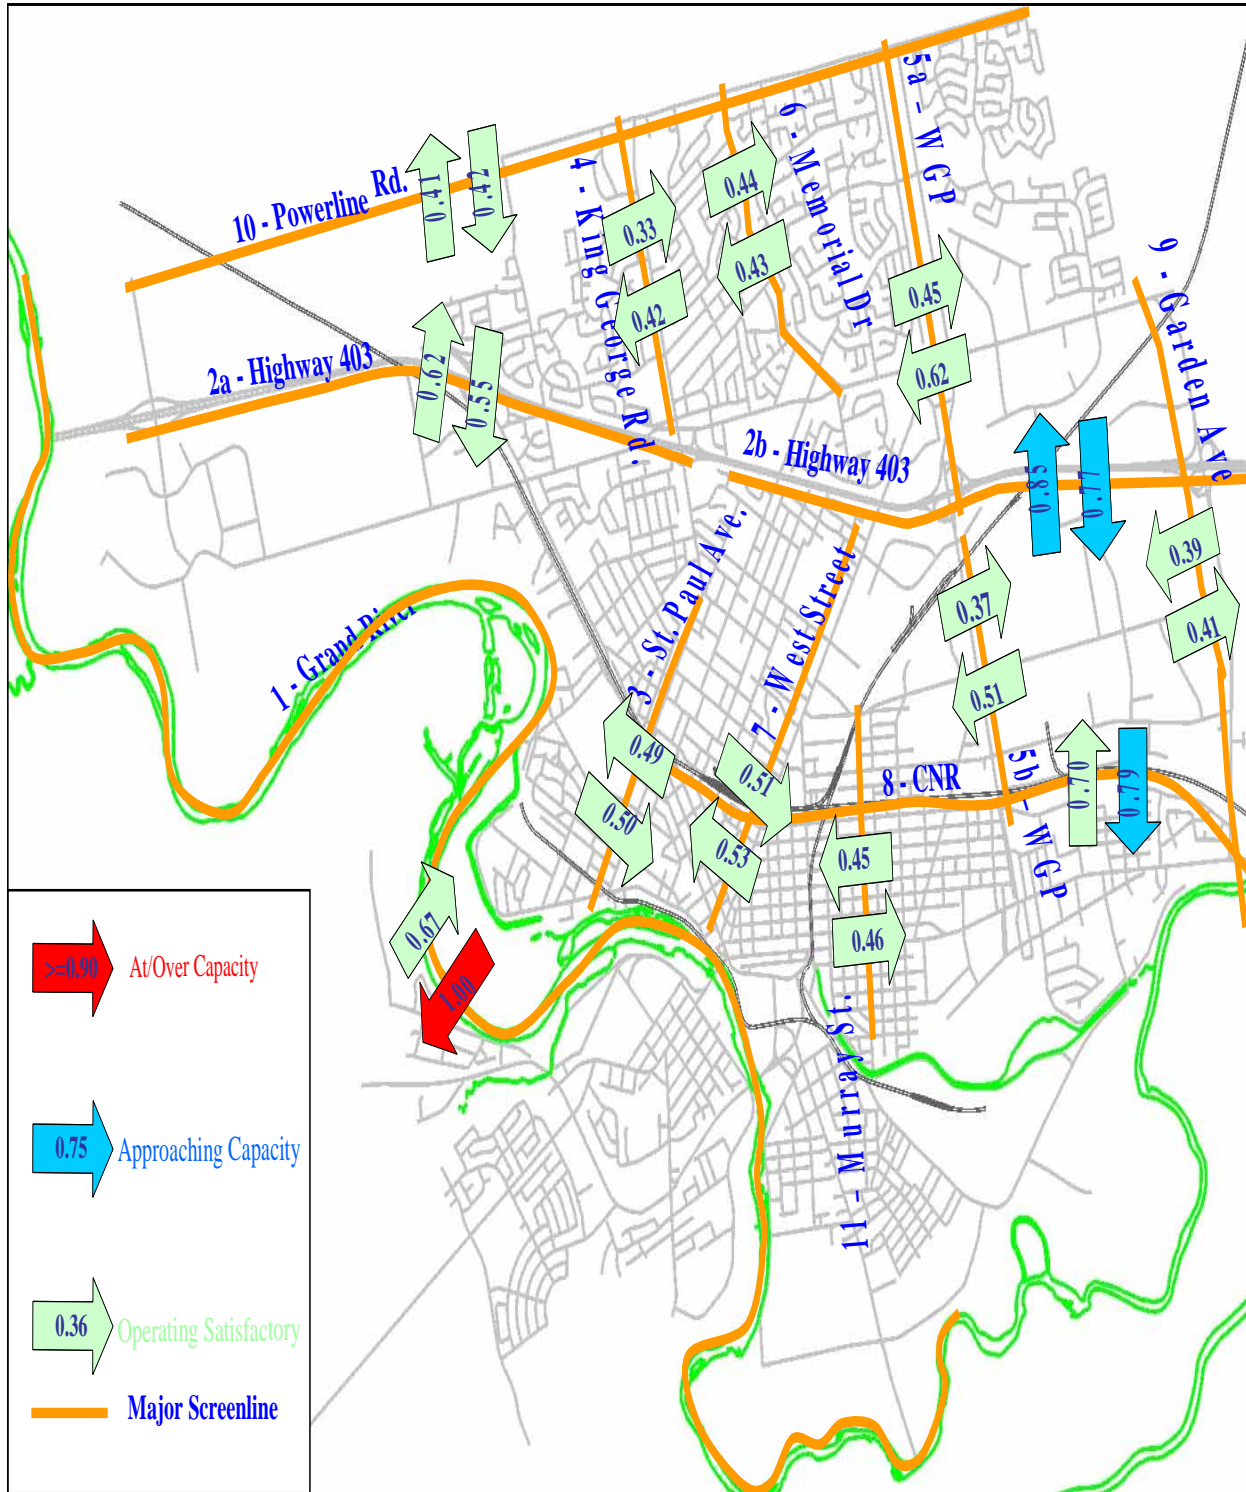 5a – WGP
6 - Memorial Dr
10 - Powerline Rd.
0.41
0.42
4 - King George Rd.
0.33
0.44
0.43
0.42
0.45
0.62
9 - Garden Ave
2a - Highway 403
0.62
0.55
2b - Highway 403
0.85
0.77
0.39
0.41
3 - St. Paul Ave.
7 - West Street
0.37
0.51
1 - Grand River
0.49
0.51
0.50
0.53
8 - CNR
5b – WGP
0.70
0.79
0.45
0.46
0.67
1.00
11 – Murray St.
>=0.90 At/Over Capacity
0.75 Approaching Capacity
0.36 Operating Satisfactory
Major Screenline